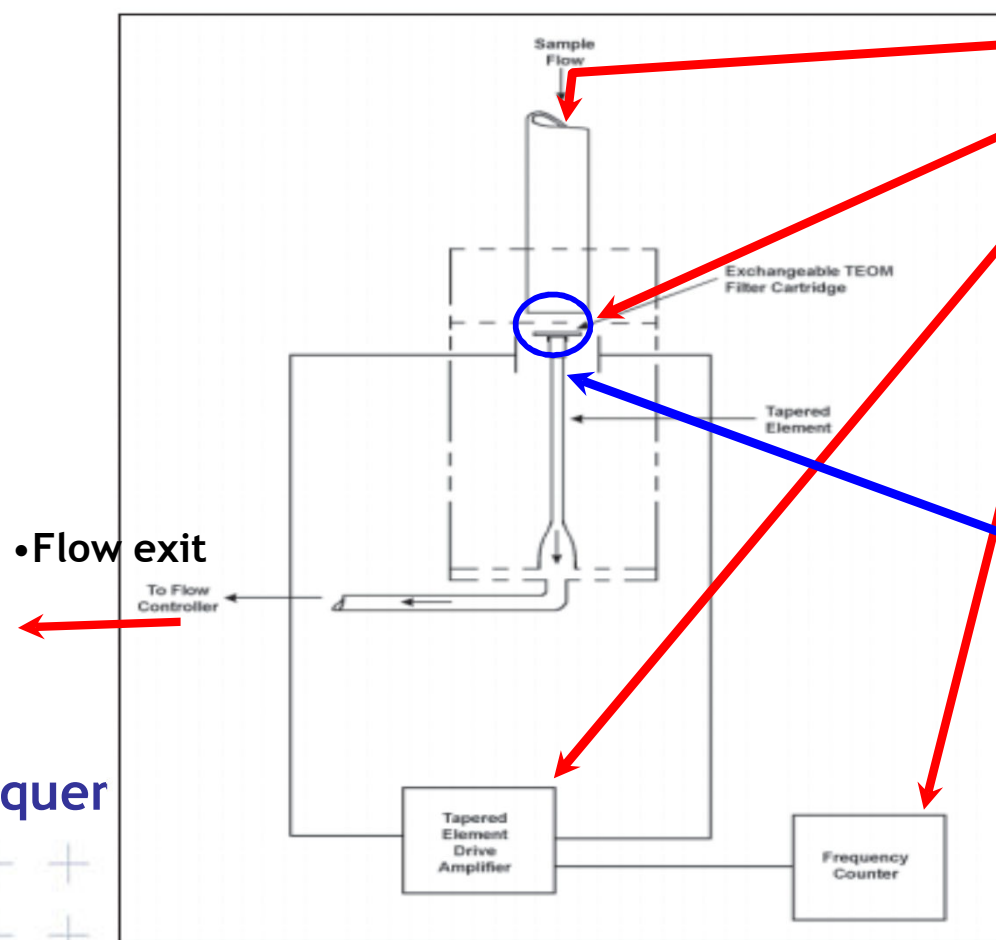 Sample
Flow
Exchangeable TEOM
Filter Cartridge
Tapered
Element
•Flow exit
To Flow
Controller
quer
Tapered
Element
Drive
Amplifier
Frequency
Counter